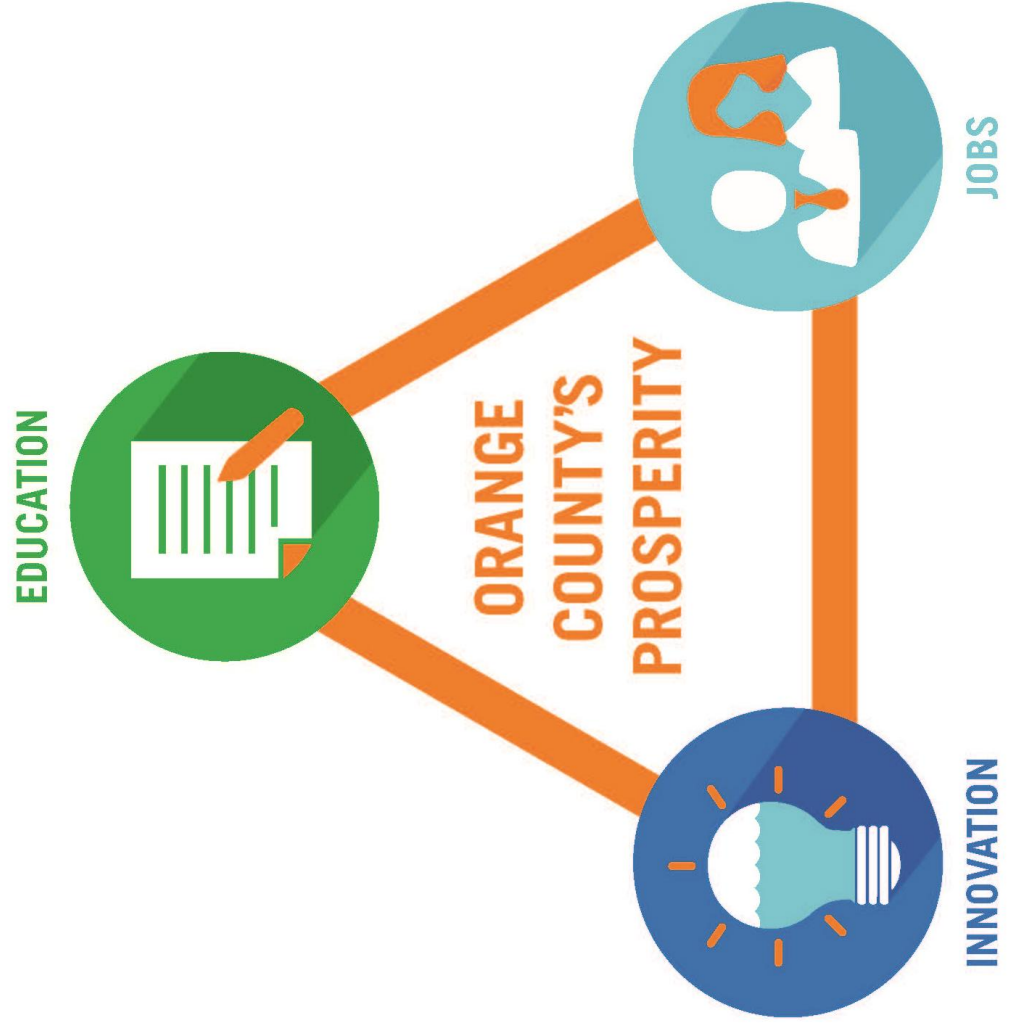 EDUCATION
ORANGE
COUNTY'S
PROSPERITY
INNOVATION
JOBS